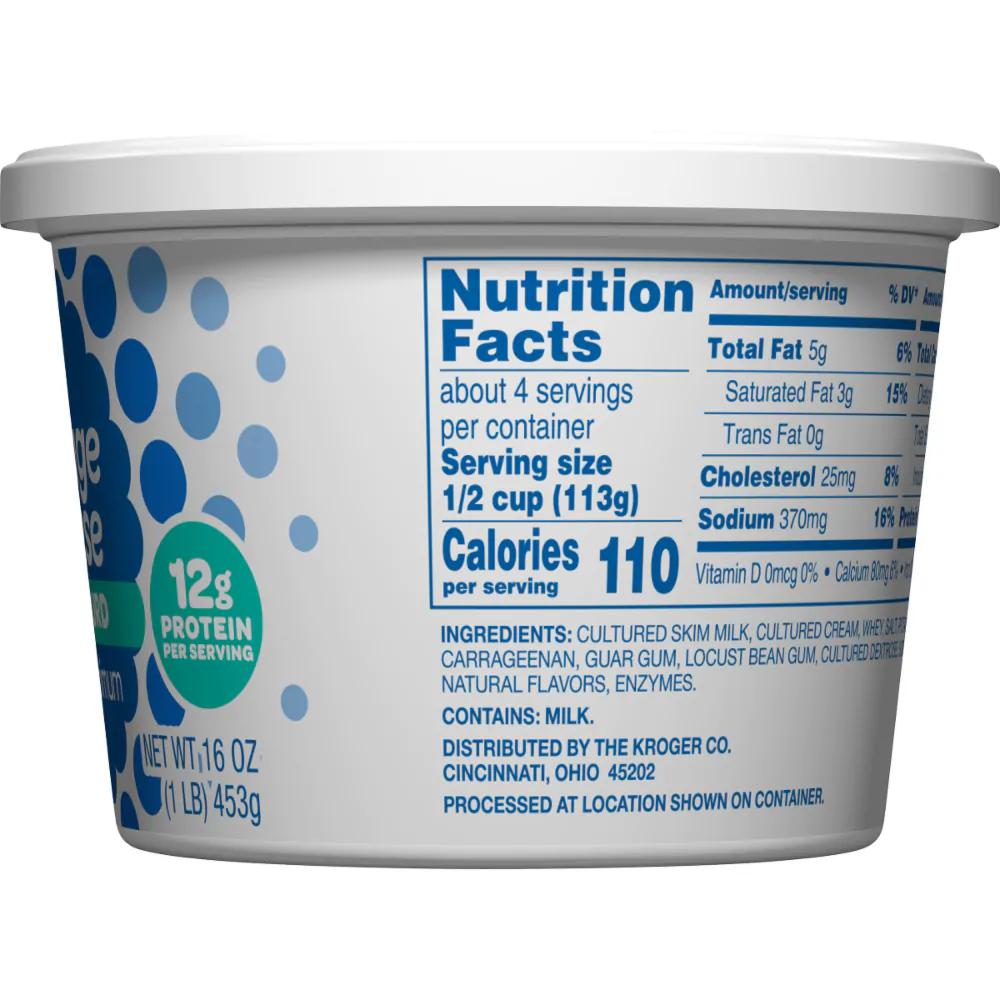 12g
PROTEIN
PER SERVING
NET WT 16 OZ
(1 LB) 453g
Nutrition
Facts
about 4 servings
per container
Serving size
1/2 cup (113g)
Calories 110
per serving
Amount/serving % DV*
Total Fat 5g 6%
Saturated Fat 3g 15%
Trans Fat 0g
Cholesterol 25mg 8%
Sodium 370mg 16%
Vitamin D 0mcg 0% • Calcium 80mg 6% •
INGREDIENTS: CULTURED SKIM MILK, CULTURED CREAM, WHEY, SALT,
CARRAGEENAN, GUAR GUM, LOCUST BEAN GUM, CULTURED DEXTROSE,
NATURAL FLAVORS, ENZYMES.
CONTAINS: MILK.
DISTRIBUTED BY THE KROGER CO.
CINCINNATI, OHIO 45202
PROCESSED AT LOCATION SHOWN ON CONTAINER.